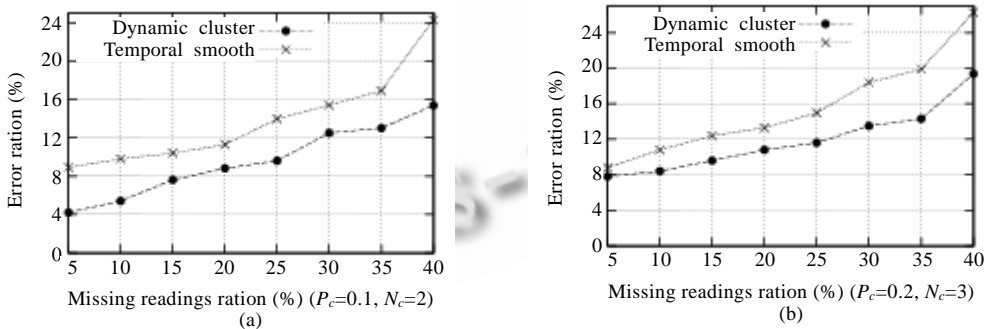 24
20
16
12
8
4
0
Error ration (%)
Dynamic cluster
Temporal smooth
5 10 15 20 25 30 35 40
Missing readings ration (%) (Pc=0.1, Nc=2)
(a)
24
20
16
12
8
4
0
Error ration (%)
Dynamic cluster
Temporal smooth
5 10 15 20 25 30 35 40
Missing readings ration (%) (Pc=0.2, Nc=3)
(b)